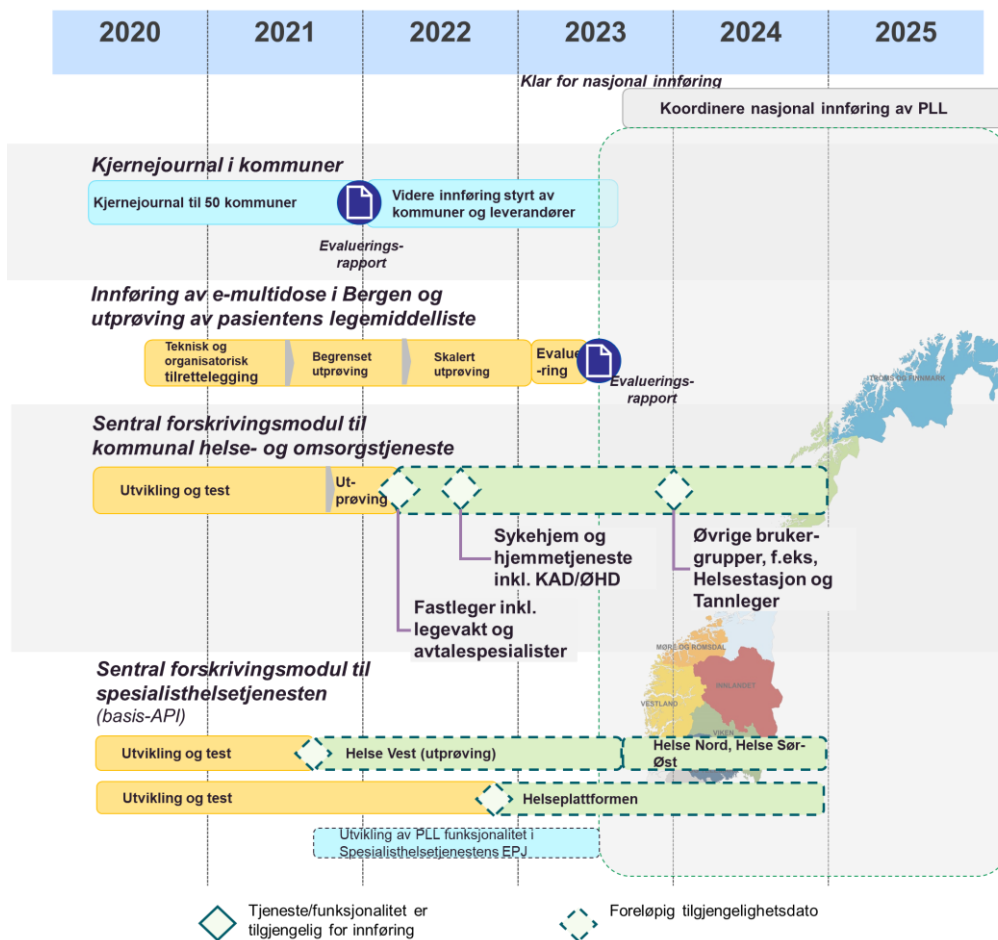 2020 2021 2022 2023 2024 2025
Klar for nasjonal innføring
Koordinere nasjonal innføring av PLL
Kjernejournal i kommuner
Kjernejournal til 50 kommuner
Videre innføring styrt av
kommuner og leverandører
Evaluerings-
rapport
Innføring av e-multidose i Bergen og
utprøving av pasientens legemiddelliste
Teknisk og
organisatorisk
tilrettelegging
Begrenset
utprøving
Skalert
utprøving
Evalue
-ring
Evaluerings-
rapport
TROMS OG FINNMARK
Sentral forskrivingsmodul til
kommunal helse- og omsorgstjeneste
Utvikling og test
Ut-
prøving
Sykehjem og
hjemmetjeneste
inkl. KAD/ØHD
Øvrige bruker-
grupper, f.eks,
Helsestasjon og
Tannleger
Fastleger inkl.
legevakt og
avtalespesialister
MØRE OG ROMSDAL
INNLANDET
VESTLAND
VIKEN
Sentral forskrivingsmodul til
spesialisthelsetjenesten
(basis-API)
Utvikling og test
Helse Vest (utprøving)
Helse Nord, Helse Sør-
Øst
Utvikling og test
Helseplattformen
Utvikling av PLL funksjonalitet i
Spesialisthelsetjenestens EPJ
Tjeneste/funksjonalitet er
tilgjengelig for innføring
Foreløpig tilgjengelighetsdato